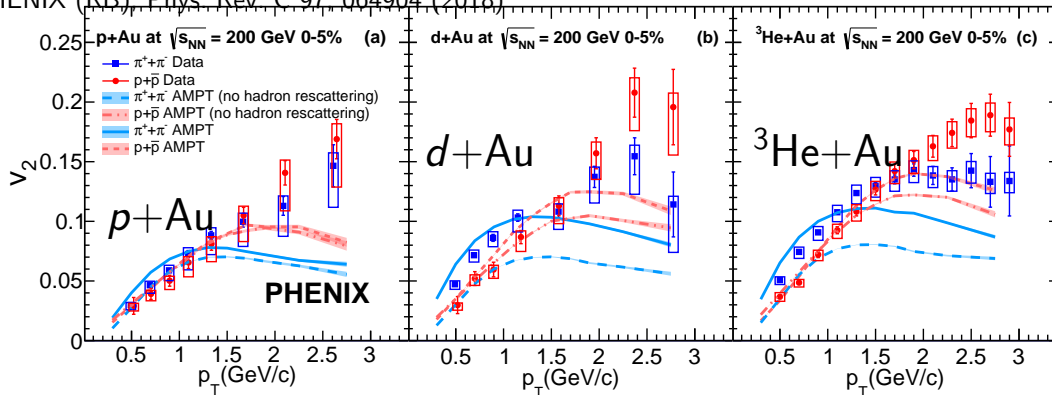 PHENIX (RB), Phys. Rev. C 97, 064904 (2018)
p+Au at √sNN = 200 GeV 0-5% (a)
π⁺+π⁻ Data
p+p̄ Data
π⁺+π⁻ AMPT (no hadron rescattering)
p+p̄ AMPT (no hadron rescattering)
π⁺+π⁻ AMPT
p+p̄ AMPT
p+Au
PHENIX
d+Au at √sNN = 200 GeV 0-5% (b)
d+Au
³He+Au at √sNN = 200 GeV 0-5% (c)
³He+Au
v₂
0.25
0.2
0.15
0.1
0.05
0
0.5 1 1.5 2 2.5 3
0.5 1 1.5 2 2.5 3
0.5 1 1.5 2 2.5 3
p_T(GeV/c)
p_T(GeV/c)
p_T(GeV/c)